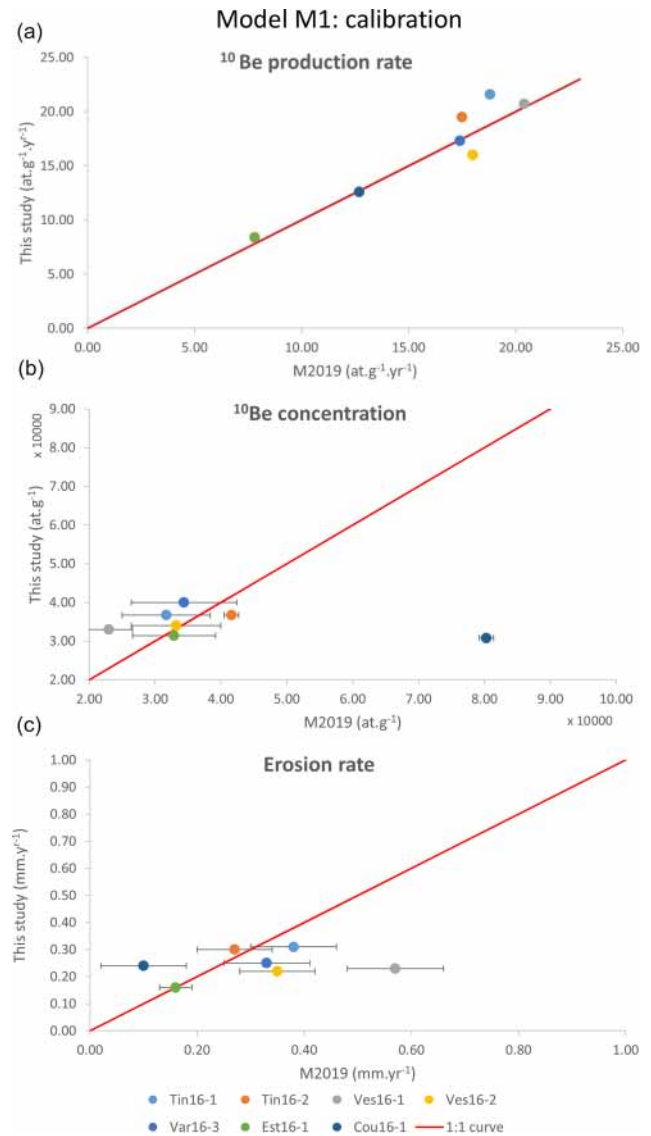 Model M1: calibration
(a)
¹⁰ Be production rate
This study (at.g⁻¹.yr⁻¹)
25.00
20.00
15.00
10.00
5.00
0.00
0.00 5.00 10.00 15.00 20.00 25.00
M2019 (at.g⁻¹.yr⁻¹)
(b)
¹⁰Be concentration
x 10000
This study (at.g⁻¹)
9.00
8.00
7.00
6.00
5.00
4.00
3.00
2.00
2.00 3.00 4.00 5.00 6.00 7.00 8.00 9.00 10.00
M2019 (at.g⁻¹)
x 10000
(c)
Erosion rate
This study (mm.yr⁻¹)
1.00
0.90
0.80
0.70
0.60
0.50
0.40
0.30
0.20
0.10
0.00
0.00 0.20 0.40 0.60 0.80 1.00
M2019 (mm.yr⁻¹)
Tin16-1 Tin16-2 Ves16-1 Ves16-2
Var16-3 Est16-1 Cou16-1 1:1 curve